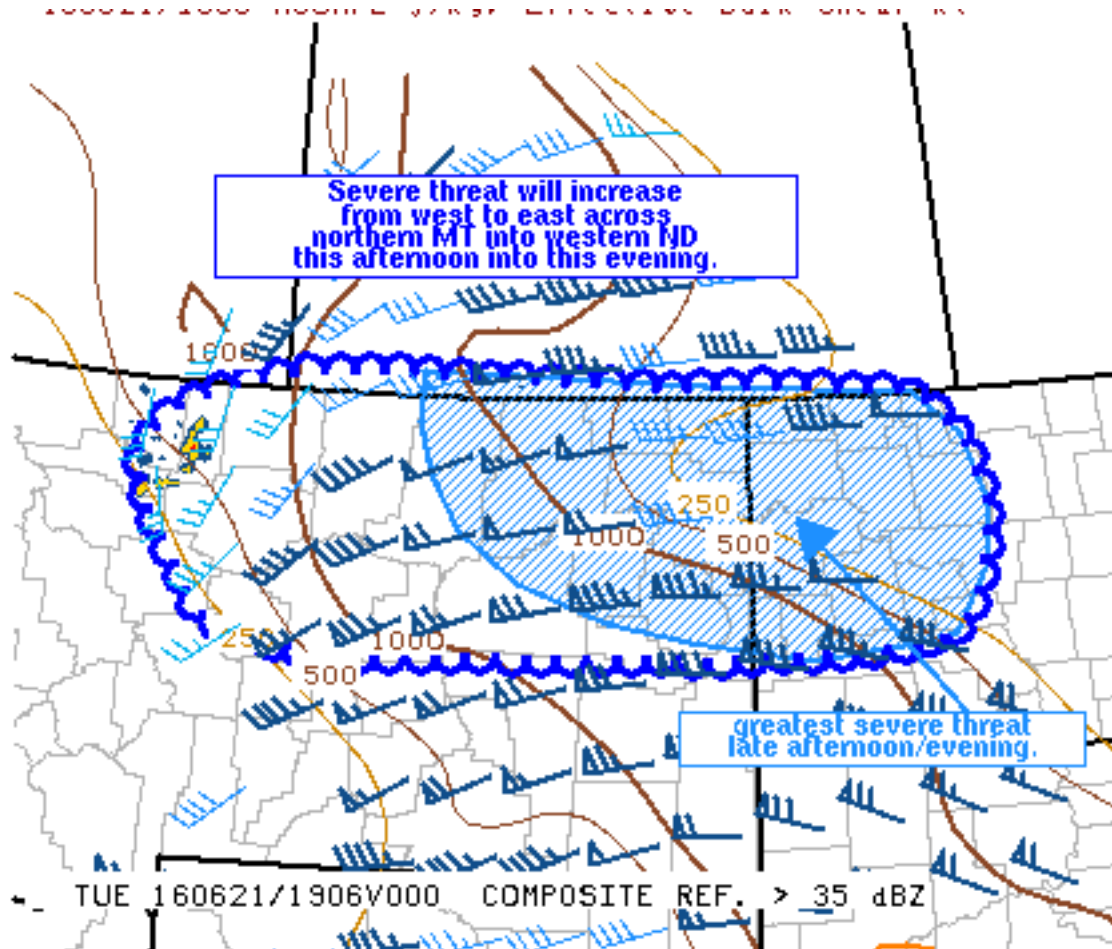 Severe threat will increase
from west to east across
northern MT into western ND
this afternoon into this evening.
1000
250
1000
500
250
1000
500
greatest severe threat
late afternoon/evening.
TUE 160621/1906V000 COMPOSITE REF. > 35 dBZ